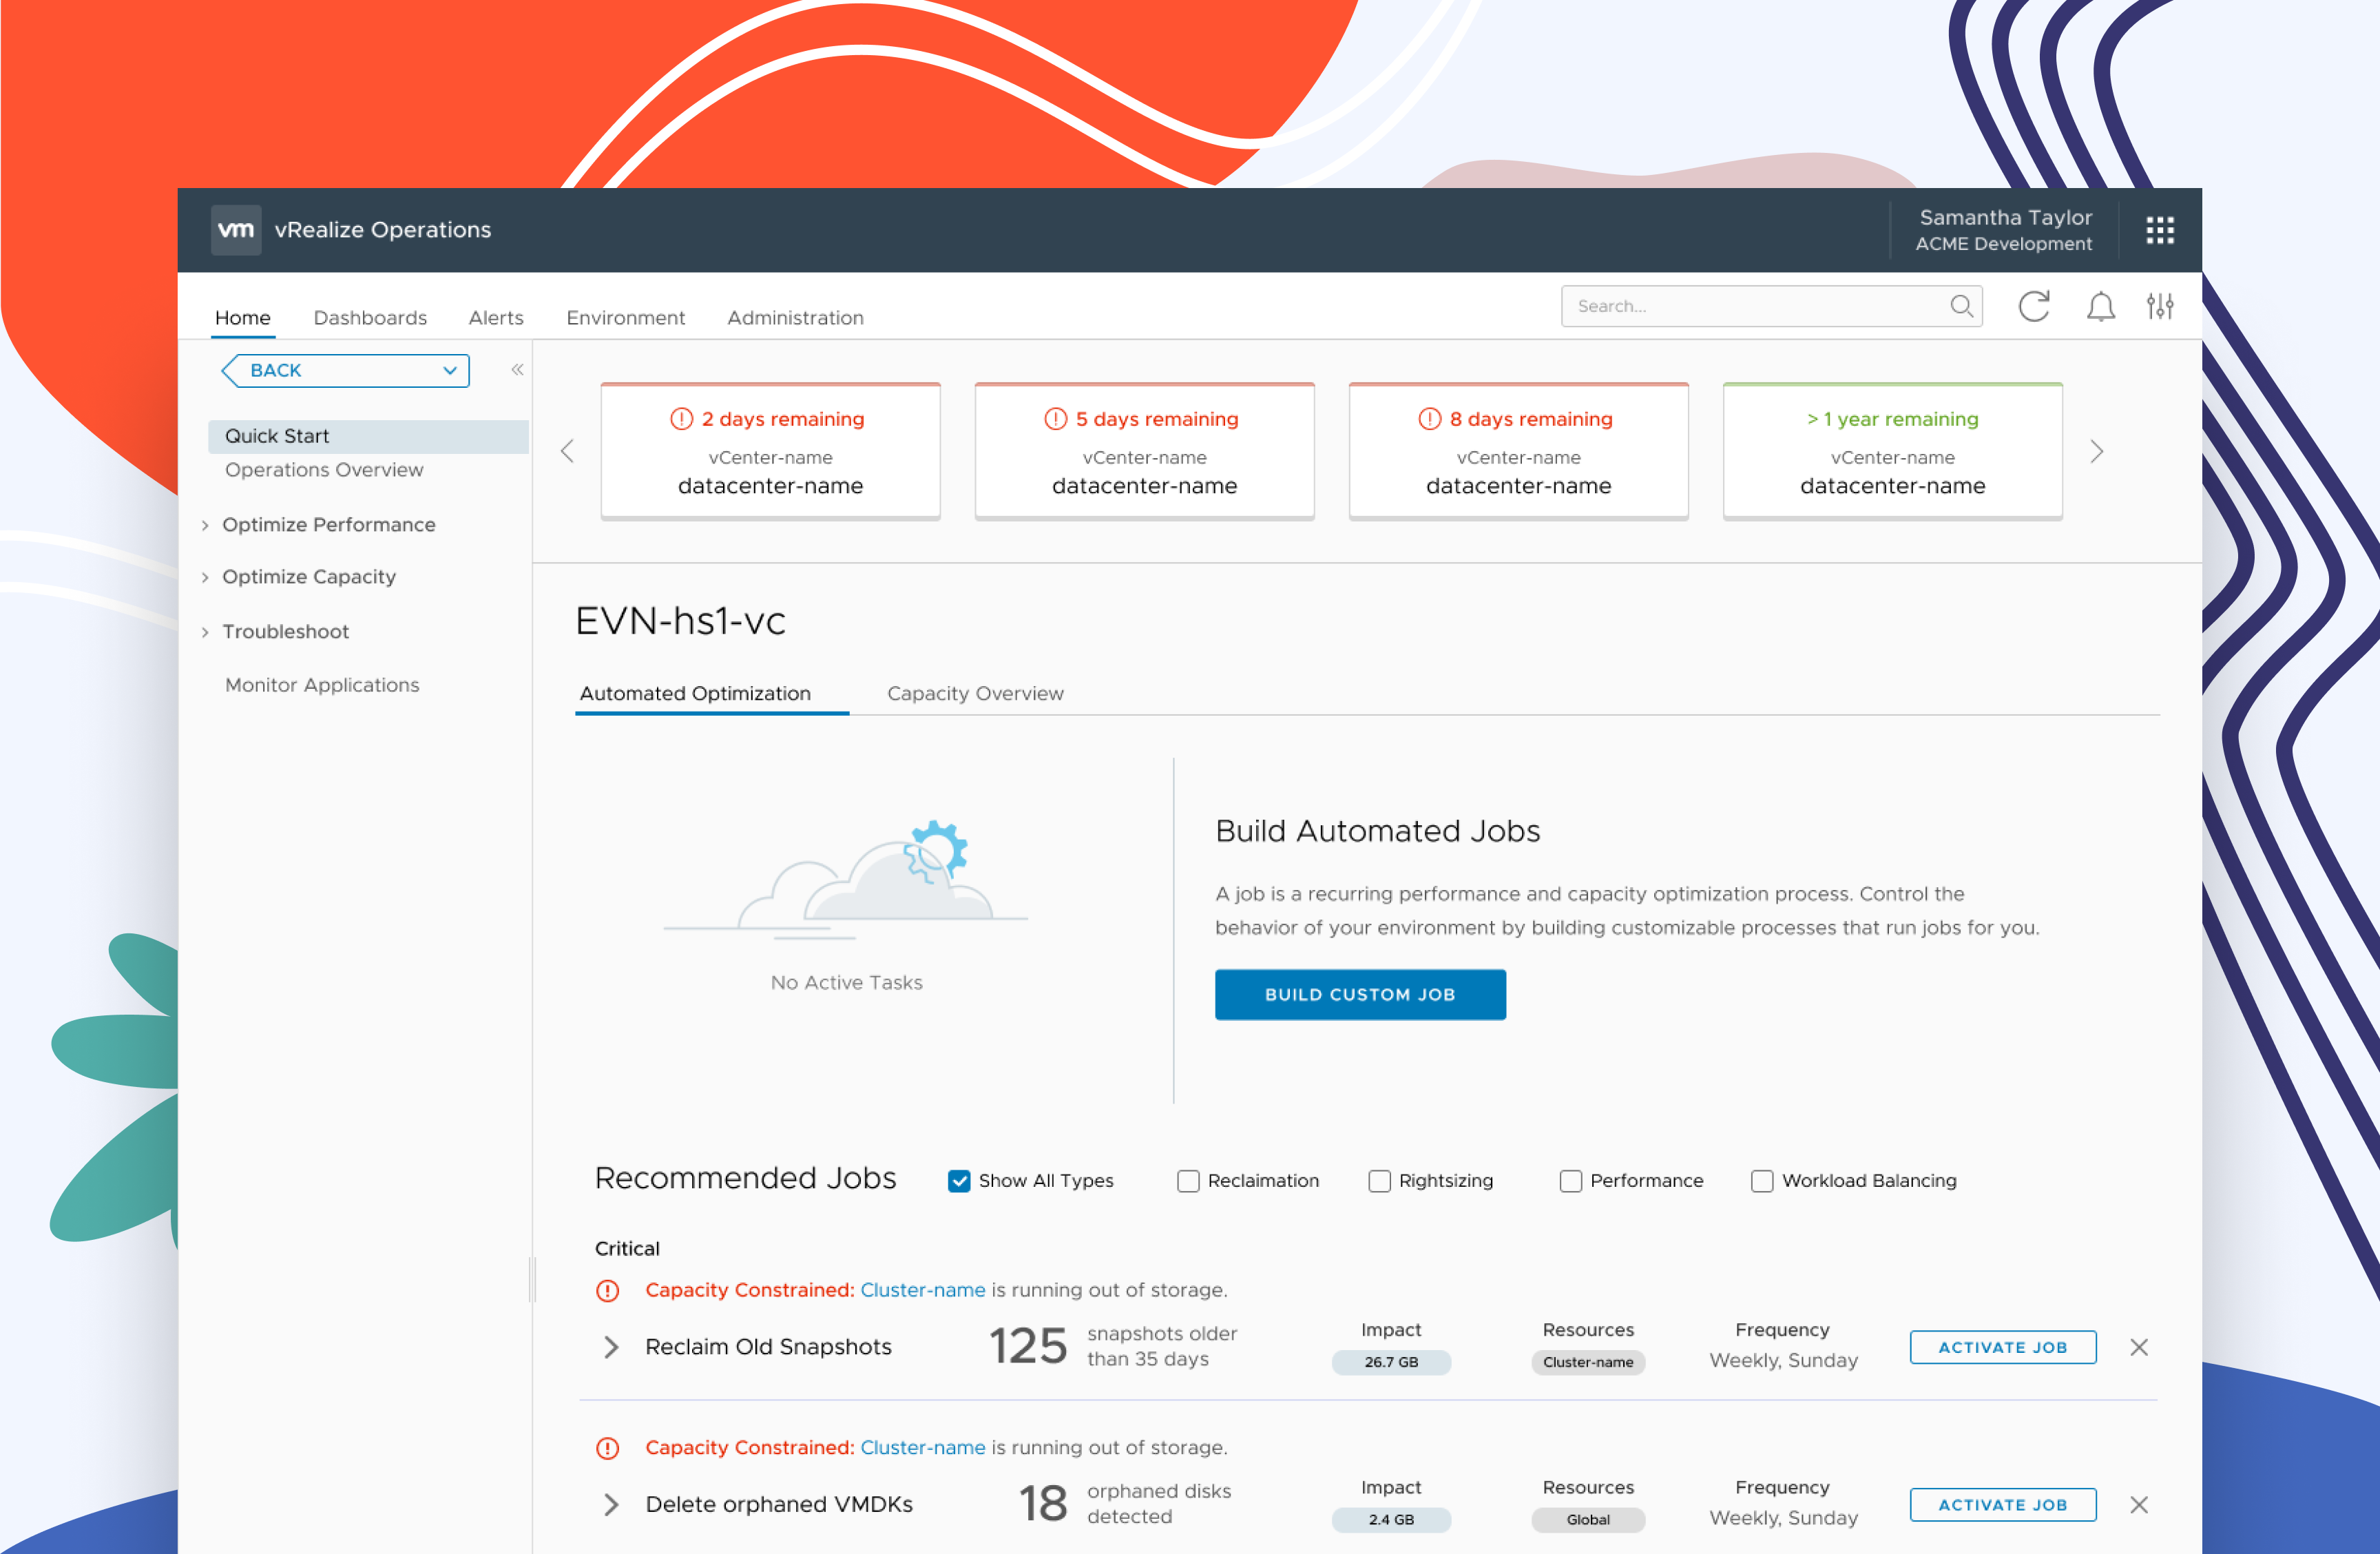 vm vRealize Operations
Samantha Taylor
ACME Development
Home Dashboards Alerts Environment Administration
Search...
BACK
Quick Start
Operations Overview
Optimize Performance
Optimize Capacity
Troubleshoot
Monitor Applications
2 days remaining
vCenter-name
datacenter-name
5 days remaining
vCenter-name
datacenter-name
8 days remaining
vCenter-name
datacenter-name
> 1 year remaining
vCenter-name
datacenter-name
EVN-hs1-vc
Automated Optimization Capacity Overview
No Active Tasks
Build Automated Jobs
A job is a recurring performance and capacity optimization process. Control the
behavior of your environment by building customizable processes that run jobs for you.
BUILD CUSTOM JOB
Recommended Jobs Show All Types Reclaimation Rightsizing Performance Workload Balancing
Critical
Capacity Constrained: Cluster-name is running out of storage.
Reclaim Old Snapshots
125
snapshots older
than 35 days
Impact
26.7 GB
Resources
Cluster-name
Frequency
Weekly, Sunday
ACTIVATE JOB
Capacity Constrained: Cluster-name is running out of storage.
Delete orphaned VMDKs
18
orphaned disks
detected
Impact
2.4 GB
Resources
Global
Frequency
Weekly, Sunday
ACTIVATE JOB